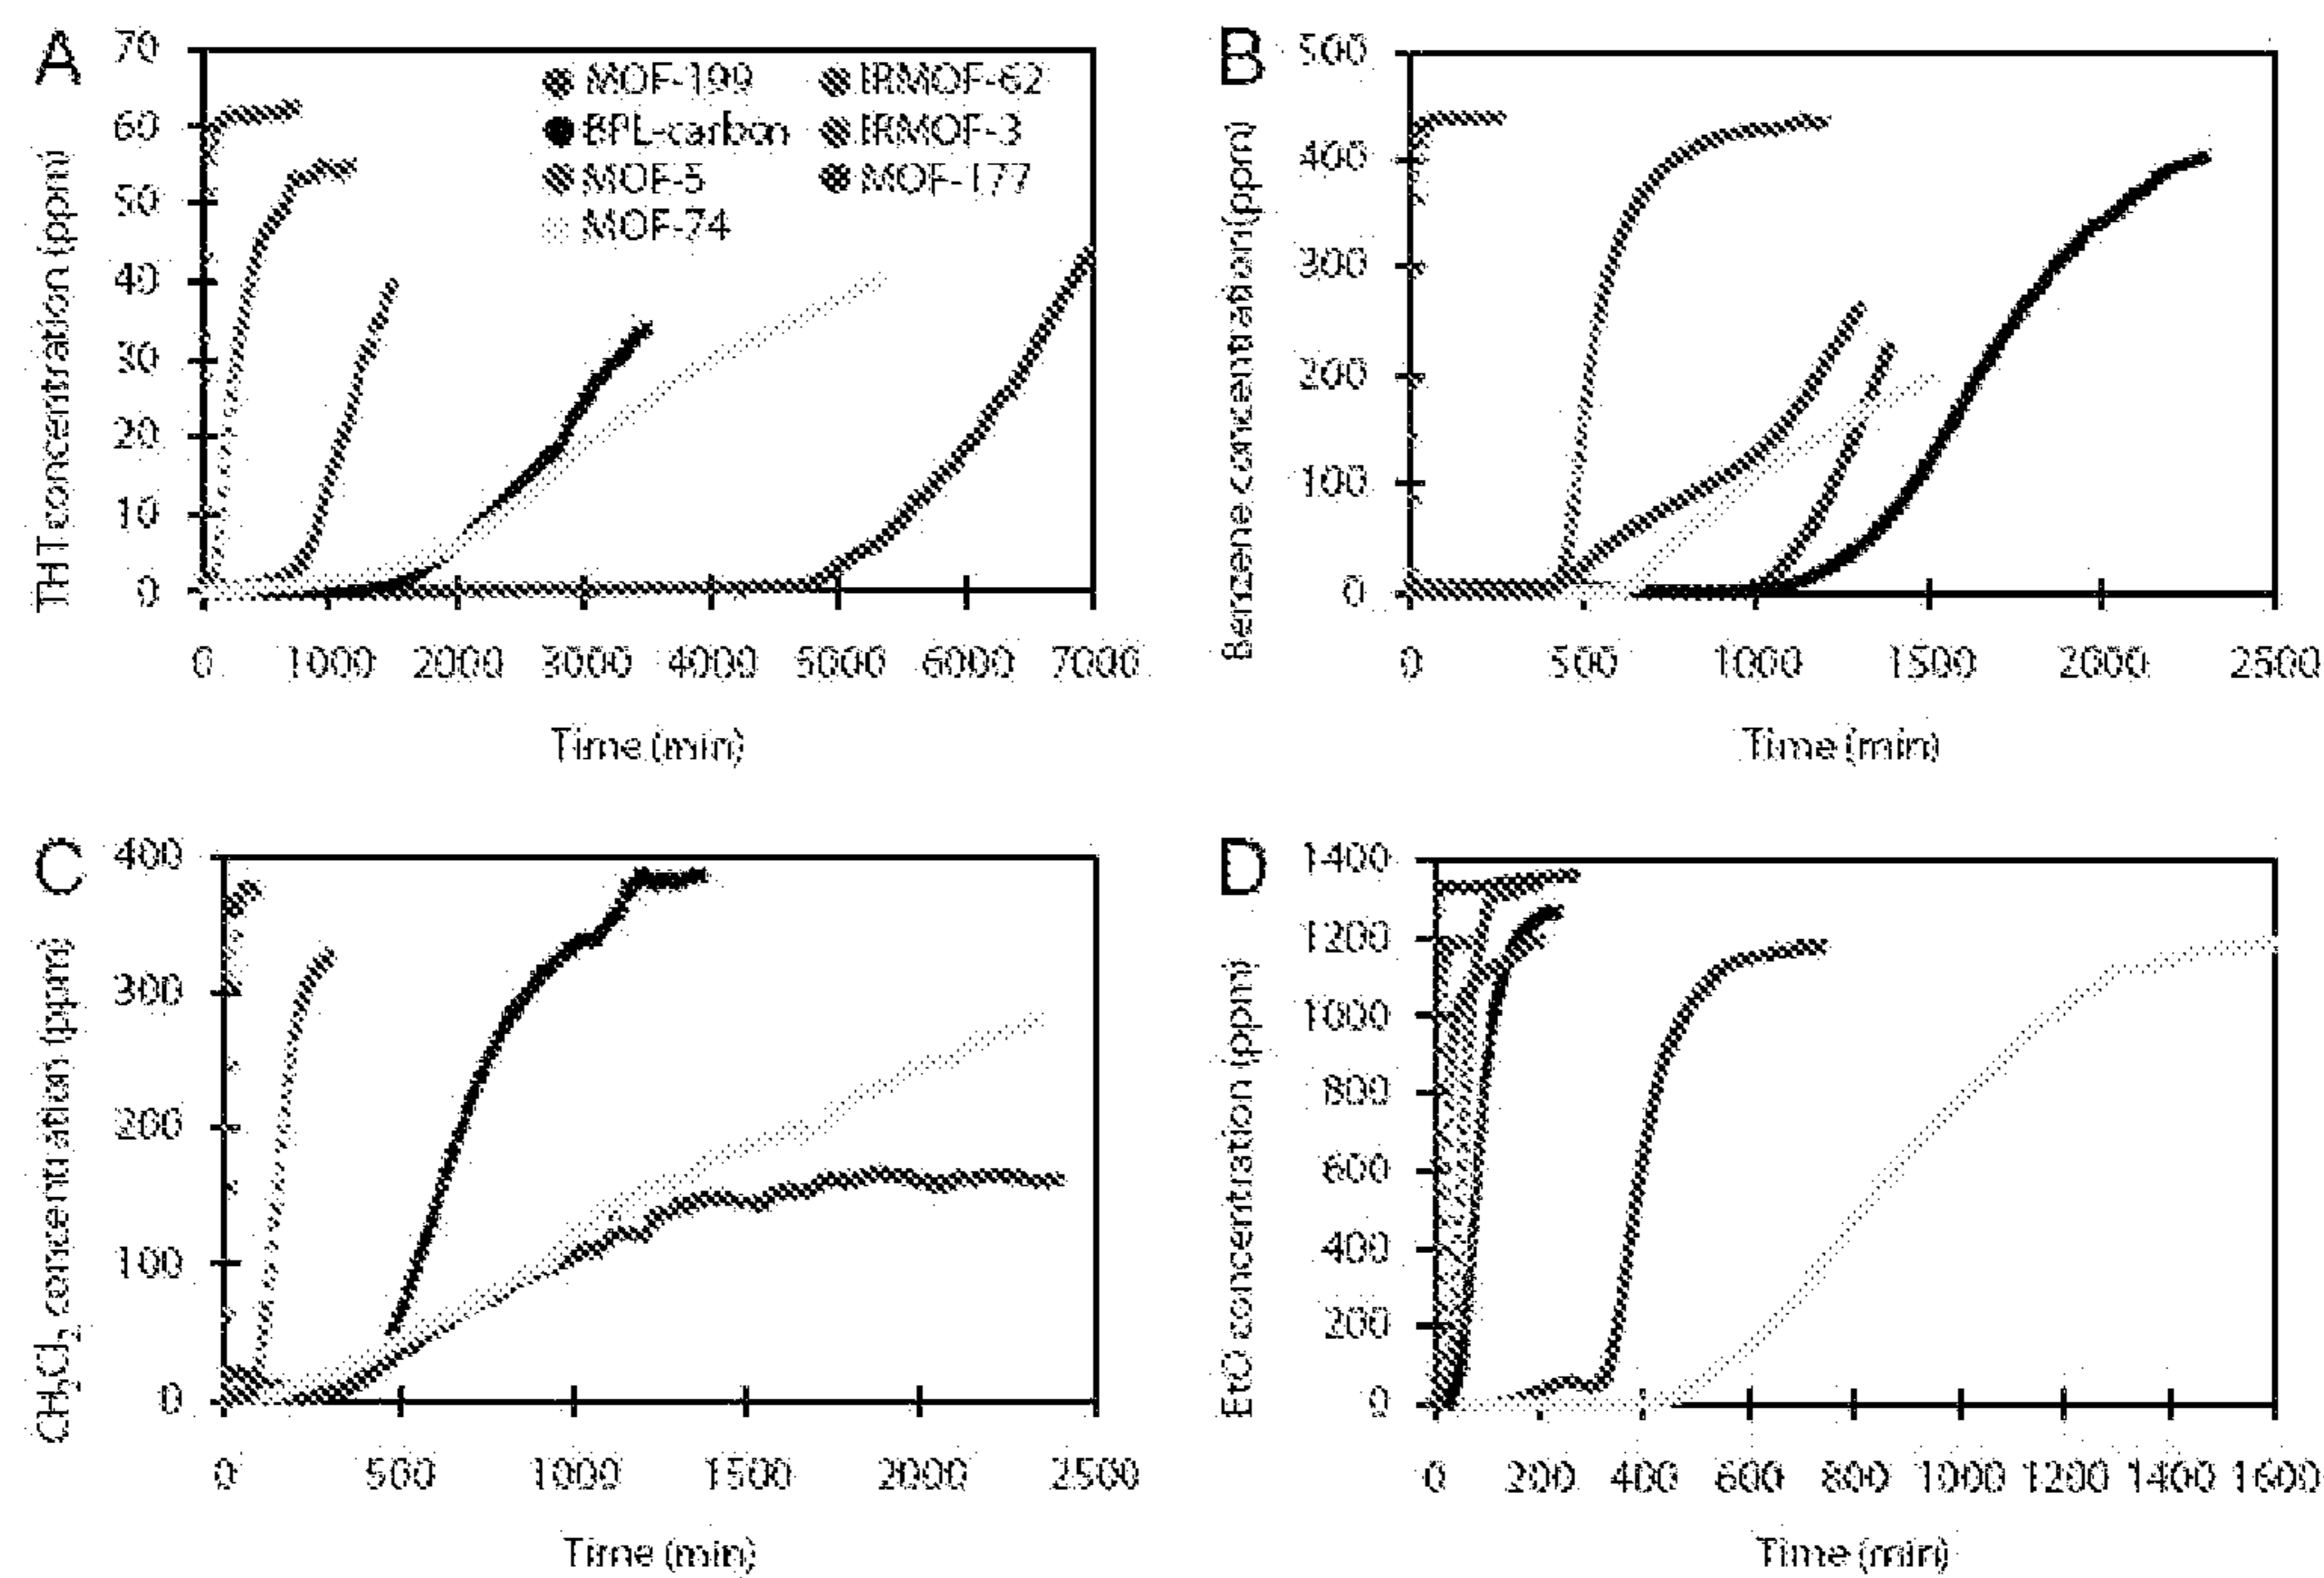 A
70
60
50
40
30
20
10
0
THT concentration (ppm)
MOF-199
IRMOF-62
BPL-carbon
IRMOF-3
MOF-5
MOF-177
MOF-74
0 1000 2000 3000 4000 5000 6000 7000
Time (min)
B
500
400
300
200
100
0
Benzene concentration(ppm)
0 500 1000 1500 2000 2500
Time (min)
C
400
300
200
100
0
CH₂Cl₂ concentration (ppm)
0 500 1000 1500 2000 2500
Time (min)
D
1400
1200
1000
800
600
400
200
0
EtO concentration (ppm)
0 200 400 600 800 1000 1200 1400 1600
Time (min)